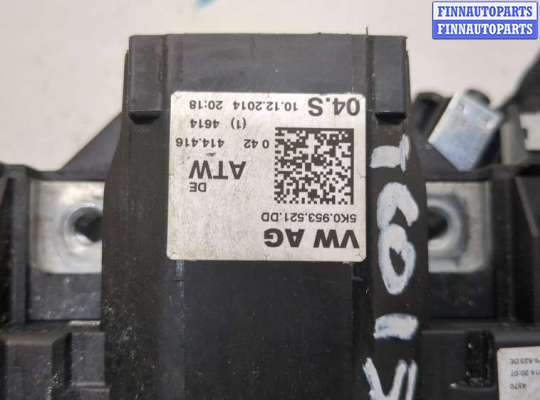 FINNAUTOPARTS
FINNAUTOPARTS
VW AG
5K0.953.521.DD
DE
ATW
0 42 414.416
(1) 4614
04.S 10.12.2014 20:18